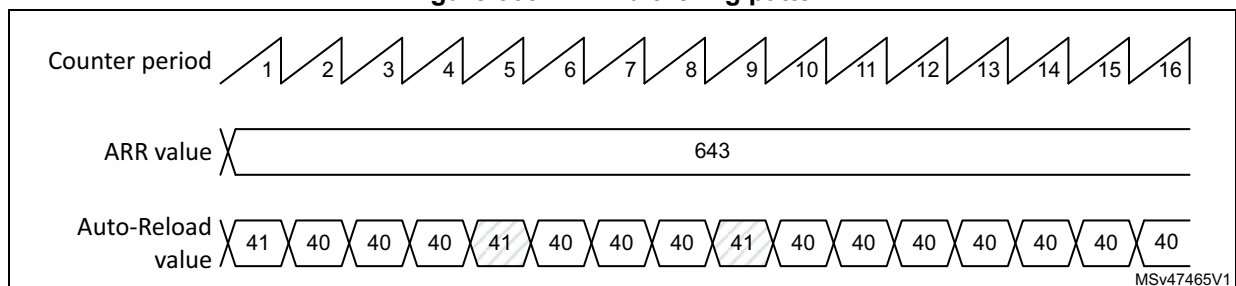 Counter period 1 2 3 4 5 6 7 8 9 10 11 12 13 14 15 16
ARR value 643
Auto-Reload
value 41 40 40 40 41 40 40 40 41 40 40 40 40 40 40 40
MSv47465V1